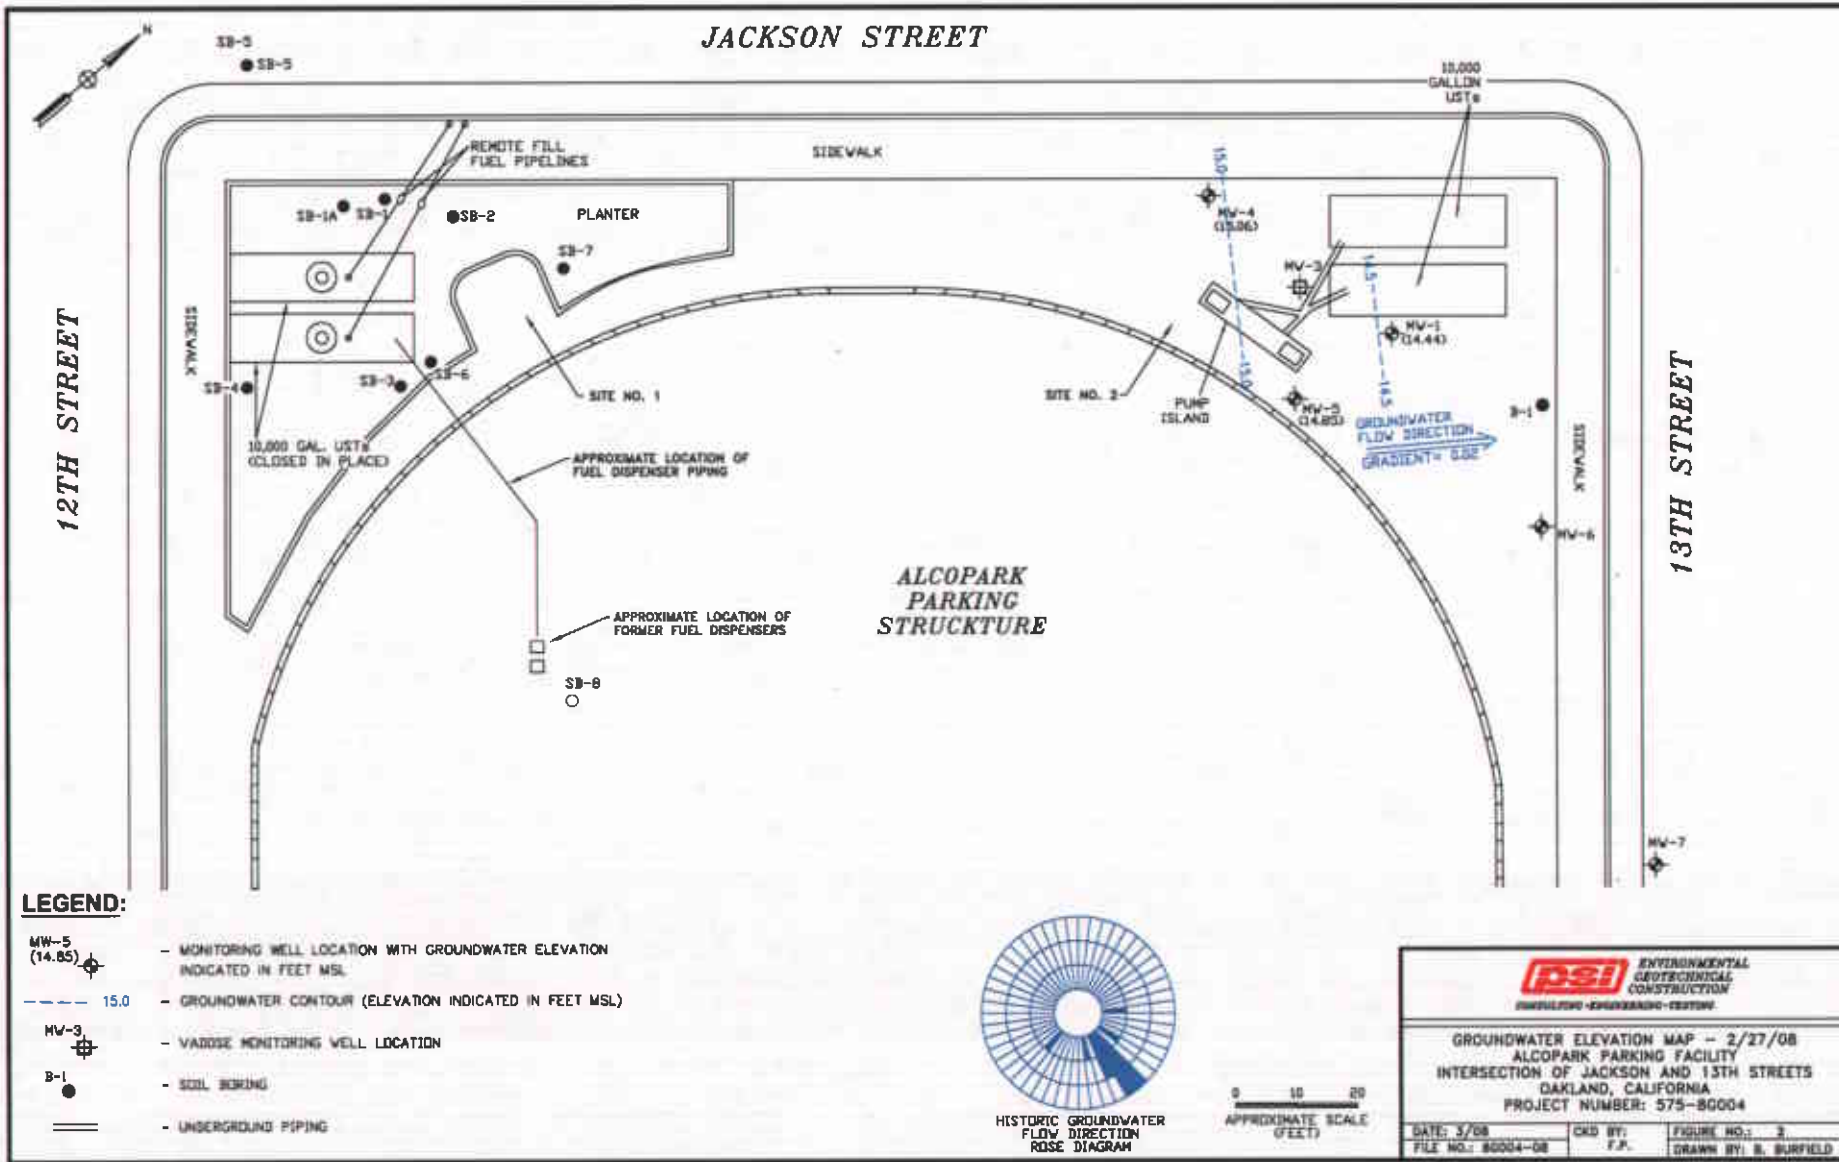 JACKSON STREET
N
SB-5
SB-5
10,000
GALLON
USTs
REMOTE FILL
FUEL PIPELINES
SIDEWALK
15.0
SB-1A
SB-1
SB-2
PLANTER
MW-4
(15.06)
SB-7
MW-3
14.5
12TH STREET
SIDEWALK
MW-1
(14.44)
13TH STREET
SB-4
SB-3
SB-6
SITE NO. 1
SITE NO. 2
PUMP
ISLAND
15.0
MW-5
(14.85)
14.5
B-1
GROUNDWATER
FLOW DIRECTION
GRADIENT= 0.02
SIDEWALK
10,000 GAL. USTs
(CLOSED IN PLACE)
APPROXIMATE LOCATION OF
FUEL DISPENSER PIPING
MW-6
ALCOPARK
PARKING
STRUCKTURE
APPROXIMATE LOCATION OF
FORMER FUEL DISPENSERS
SB-8
MW-7
LEGEND:
MW-5
(14.85)
- MONITORING WELL LOCATION WITH GROUNDWATER ELEVATION
INDICATED IN FEET MSL
15.0 - GROUNDWATER CONTOUR (ELEVATION INDICATED IN FEET MSL)
MW-3
- VADOSE MONITORING WELL LOCATION
B-1
- SOIL BORING
- UNDERGROUND PIPING
HISTORIC GROUNDWATER
FLOW DIRECTION
ROSE DIAGRAM
0 10 20
APPROXIMATE SCALE
(FEET)
psi ENVIRONMENTAL
GEOTECHNICAL
CONSTRUCTION
CONSULTING • ENGINEERING • TESTING
GROUNDWATER ELEVATION MAP - 2/27/08
ALCOPARK PARKING FACILITY
INTERSECTION OF JACKSON AND 13TH STREETS
OAKLAND, CALIFORNIA
PROJECT NUMBER: 575-8G004
DATE: 3/08
CKD BY:
F.P.
FIGURE NO.: 2
FILE NO.: 8G004-08
DRAWN BY: B. BURFIELD